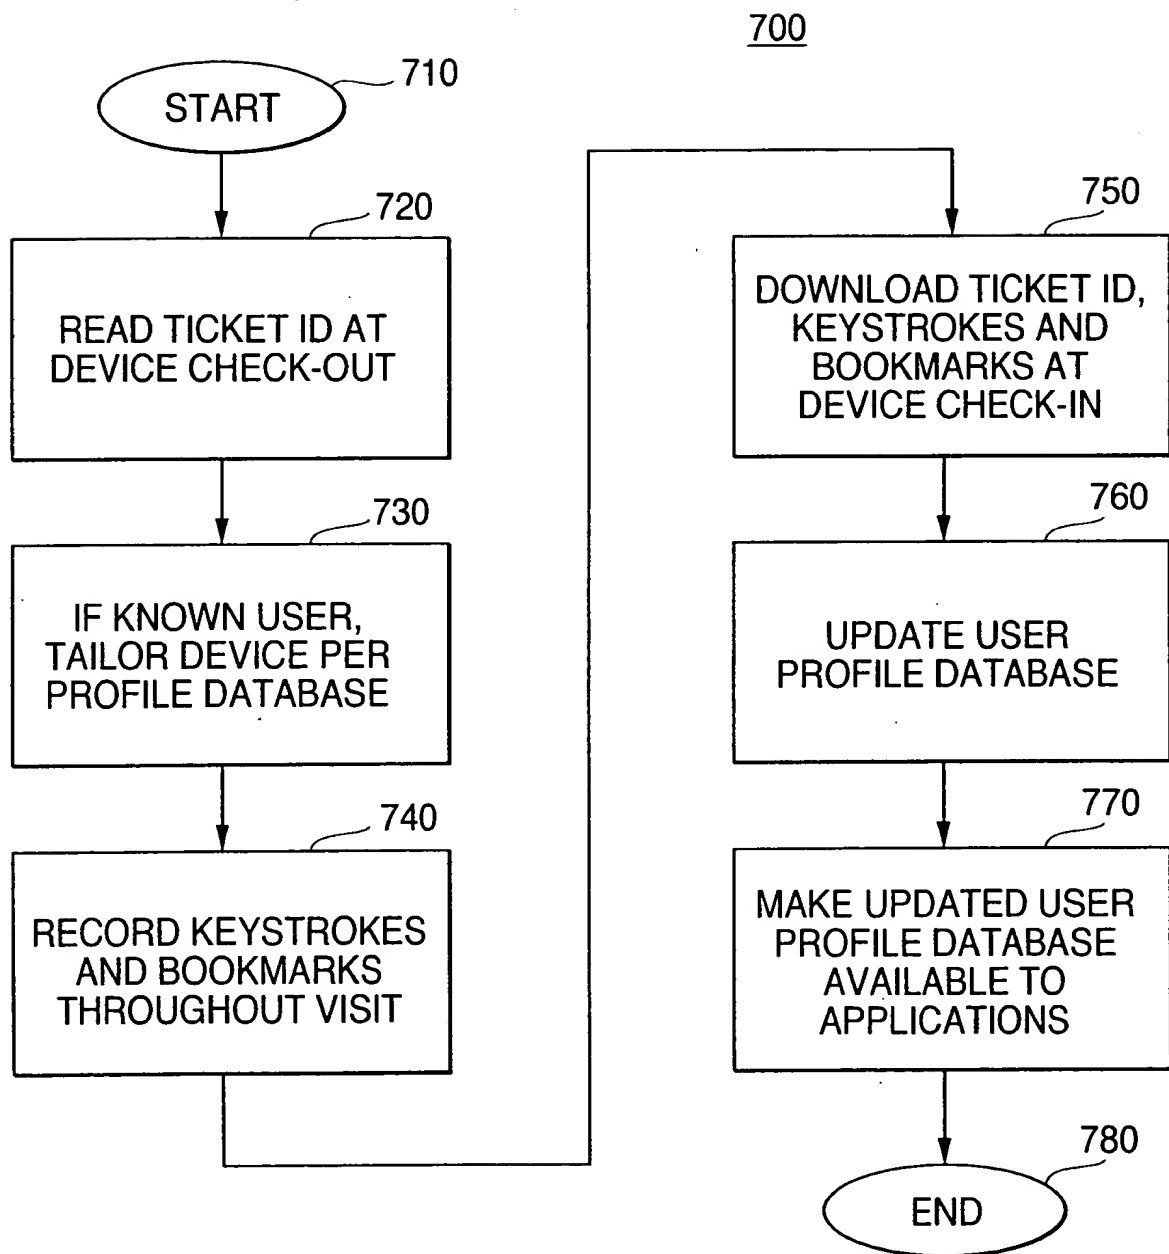 700
710
START
720
READ TICKET ID AT
DEVICE CHECK-OUT
730
IF KNOWN USER,
TAILOR DEVICE PER
PROFILE DATABASE
740
RECORD KEYSTROKES
AND BOOKMARKS
THROUGHOUT VISIT
750
DOWNLOAD TICKET ID,
KEYSTROKES AND
BOOKMARKS AT
DEVICE CHECK-IN
760
UPDATE USER
PROFILE DATABASE
770
MAKE UPDATED USER
PROFILE DATABASE
AVAILABLE TO
APPLICATIONS
780
END